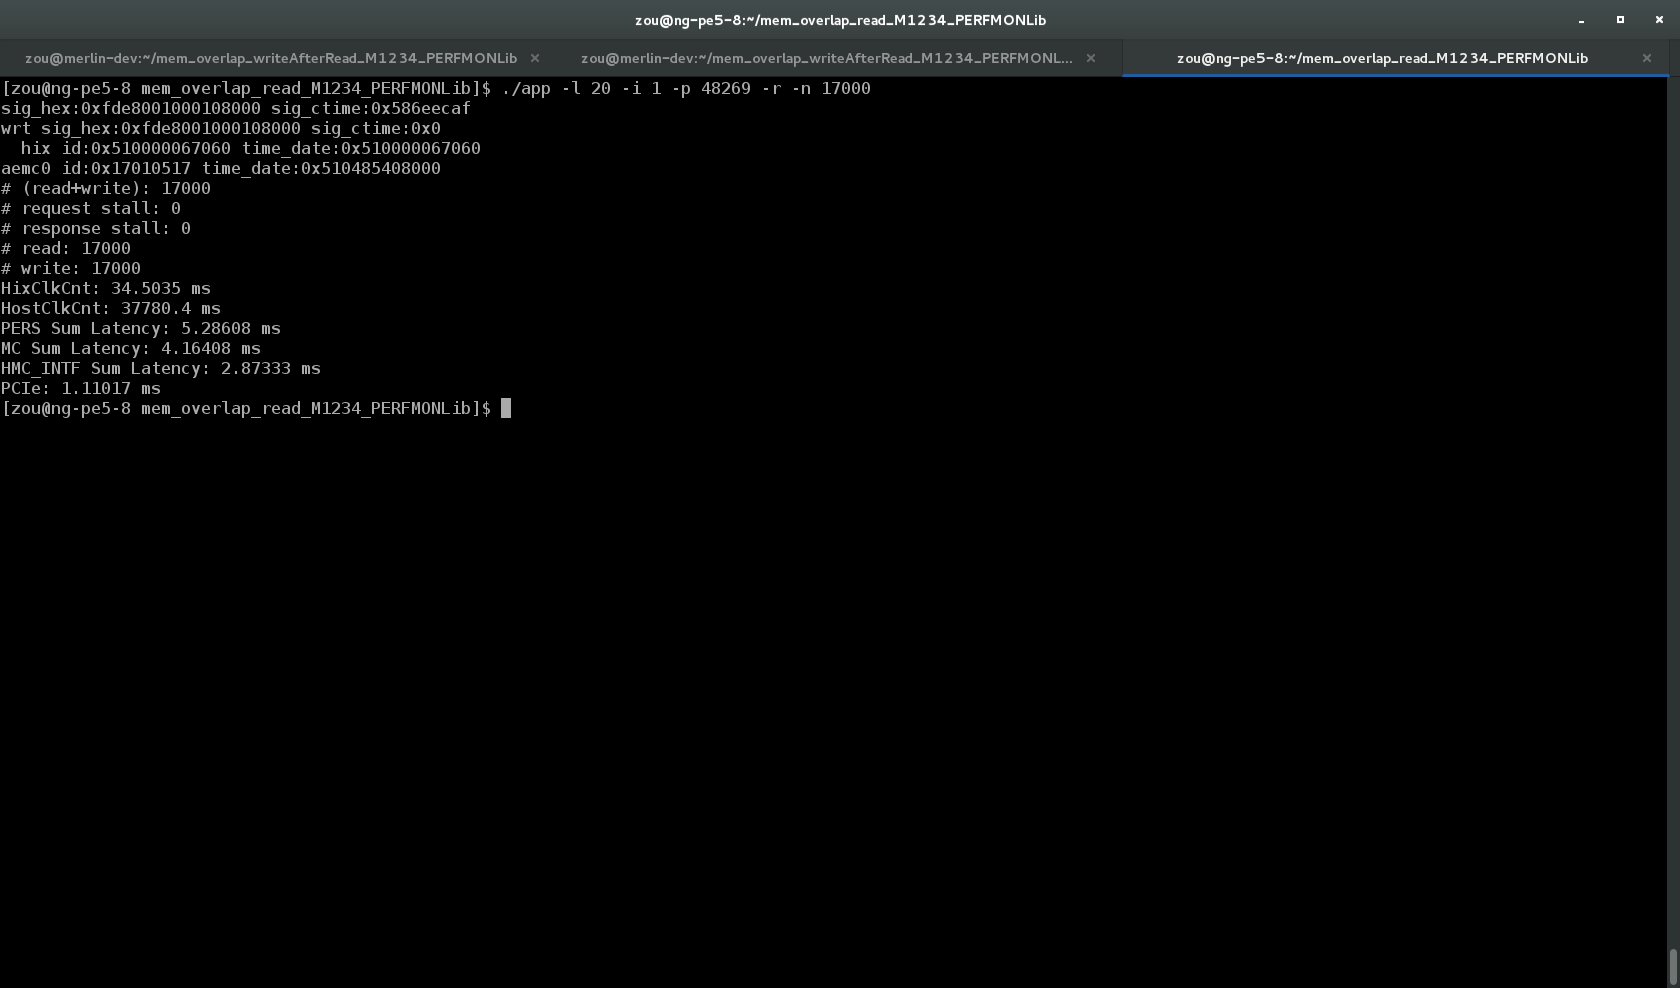 zou@ng-pe5-8:~/mem_overlap_read_M1234_PERFMONLib
zou@merlin-dev:~/mem_overlap_writeAfterRead_M1234_PERFMONLib
zou@merlin-dev:~/mem_overlap_writeAfterRead_M1234_PERFMONL...
zou@ng-pe5-8:~/mem_overlap_read_M1234_PERFMONLib
[zou@ng-pe5-8 mem_overlap_read_M1234_PERFMONLib]$ ./app -l 20 -i 1 -p 48269 -r -n 17000
sig_hex:0xfde8001000108000 sig_ctime:0x586eecaf
wrt sig_hex:0xfde8001000108000 sig_ctime:0x0
  hix id:0x510000067060 time_date:0x510000067060
aemc0 id:0x17010517 time_date:0x510485408000
# (read+write): 17000
# request stall: 0
# response stall: 0
# read: 17000
# write: 17000
HixClkCnt: 34.5035 ms
HostClkCnt: 37780.4 ms
PERS Sum Latency: 5.28608 ms
MC Sum Latency: 4.16408 ms
HMC_INTF Sum Latency: 2.87333 ms
PCIe: 1.11017 ms
[zou@ng-pe5-8 mem_overlap_read_M1234_PERFMONLib]$